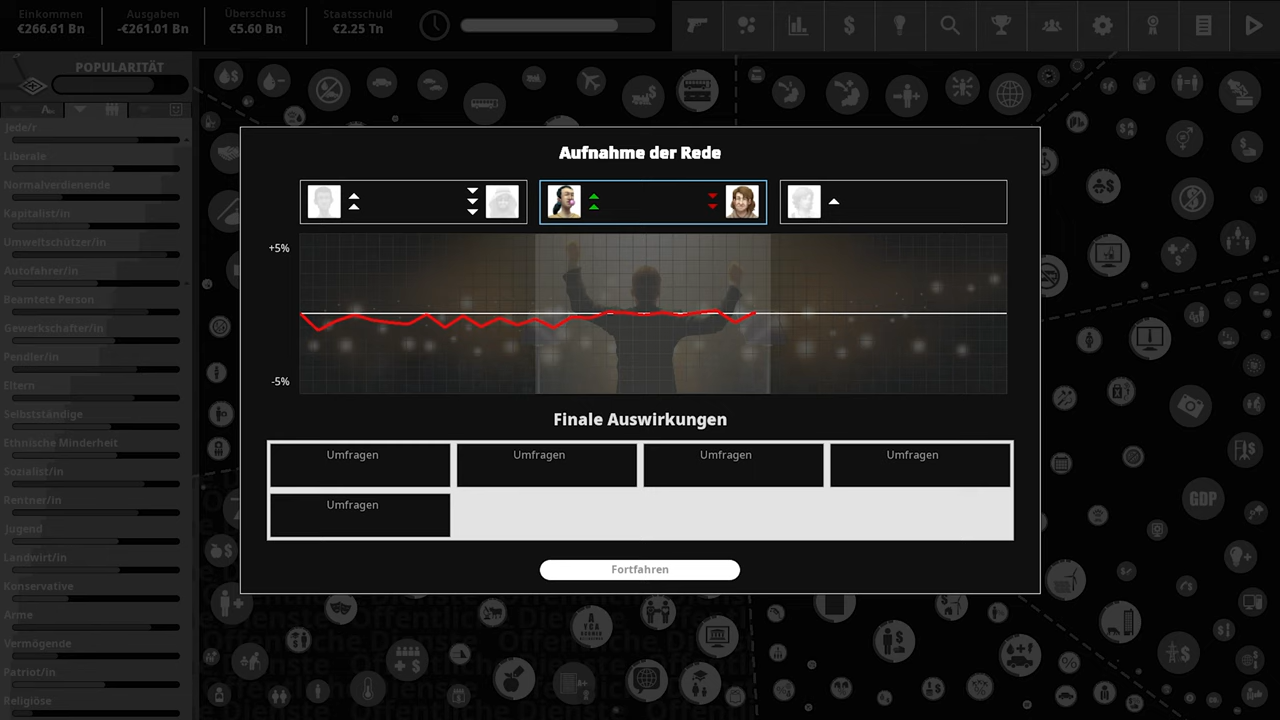 Einkommen
€266.61 Bn
Ausgaben
-€261.01 Bn
Überschuss
€5.60 Bn
Staatsschuld
€2.25 Tn
POPULARITÄT
Jede/r
Liberale
Normalverdienende
Kapitalist/in
Umweltschützer/in
Autofahrer/in
Beamtete Person
Gewerkschafter/in
Pendler/in
Eltern
Selbstständige
Ethnische Minderheit
Sozialist/in
Rentner/in
Jugend
Landwirt/in
Konservative
Arme
Vermögende
Patriot/in
Religiöse
Aufnahme der Rede
+5%
-5%
Finale Auswirkungen
Umfragen
Umfragen
Umfragen
Umfragen
Umfragen
Fortfahren
GDP
Öffentliche Dienste